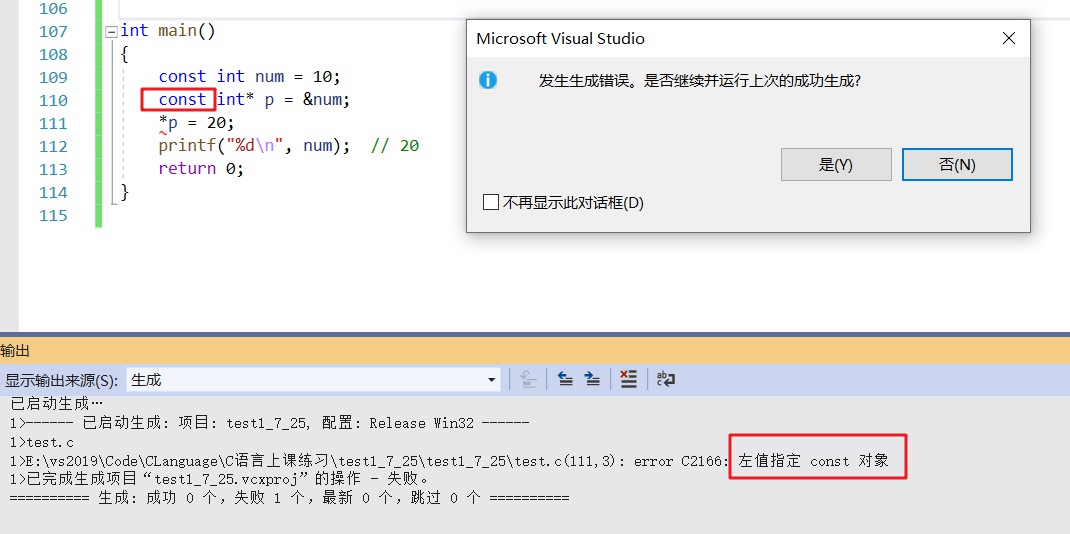 106
107 int main()
108 {
109 const int num = 10;
110 const int* p = &num;
111 *p = 20;
112 printf("%d\n", num);  // 20
113 return 0;
114 }
115
Microsoft Visual Studio
发生生成错误。是否继续并运行上次的成功生成?
是(Y) 否(N)
不再显示此对话框(D)
输出
显示输出来源(S): 生成
已启动生成…
1>------ 已启动生成: 项目: test1_7_25, 配置: Release Win32 ------
1>test.c
1>E:\vs2019\Code\CLanguage\C语言上课练习\test1_7_25\test1_7_25\test.c(111,3): error C2166: 左值指定 const 对象
1>已完成生成项目“test1_7_25.vcxproj”的操作 - 失败。
========== 生成: 成功 0 个，失败 1 个，最新 0 个，跳过 0 个 ==========